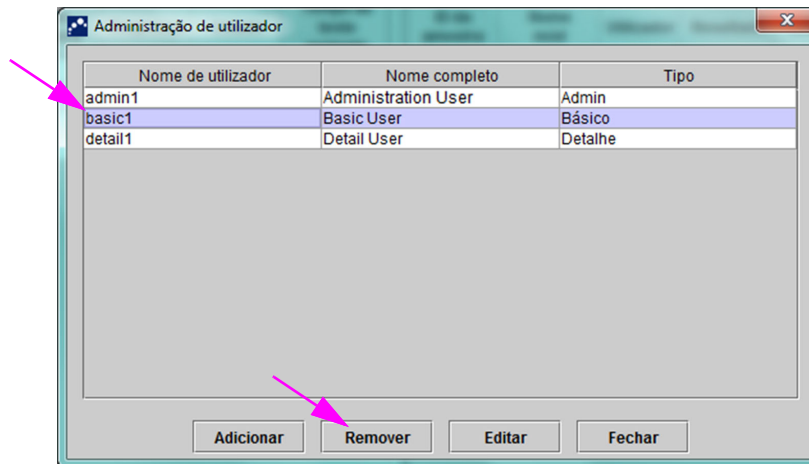 Administração de utilizador
Nome de utilizador Nome completo Tipo
admin1 Administration User Admin
basic1 Basic User Básico
detail1 Detail User Detalhe
Adicionar Remover Editar Fechar